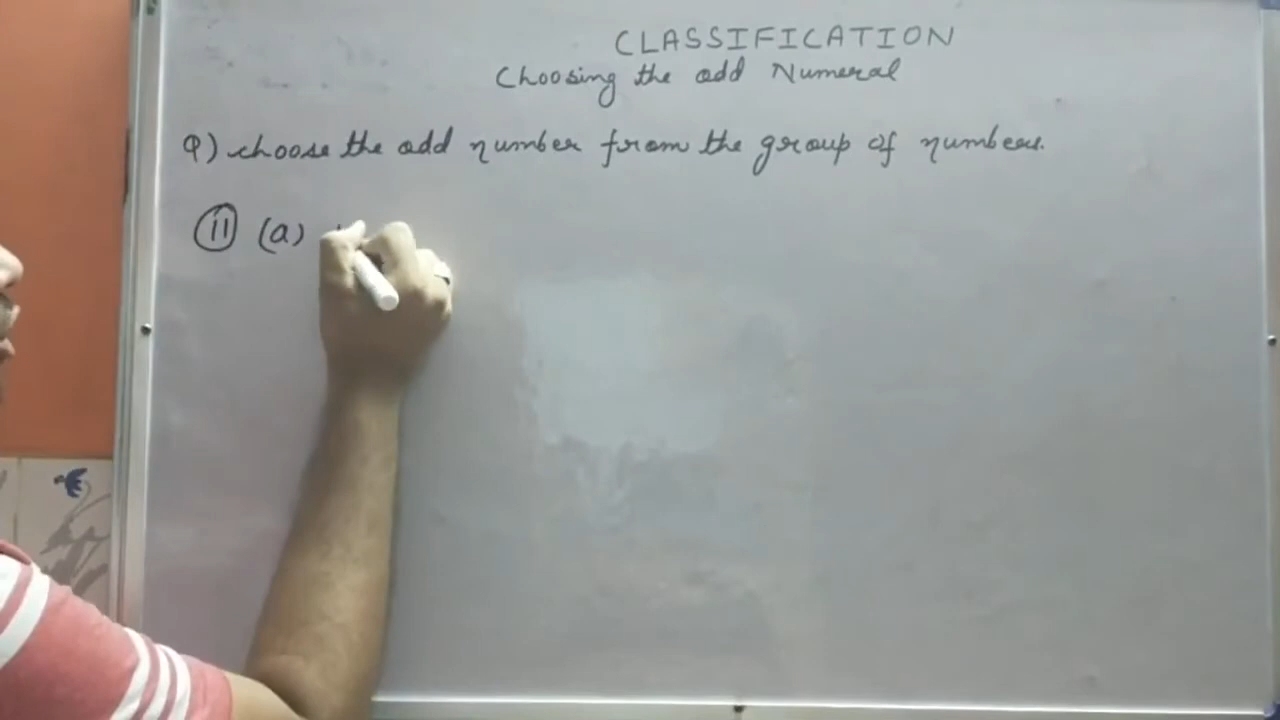 CLASSIFICATION
Choosing the odd Numeral
Q) choose the odd number from the group of numbers.
11 (a)